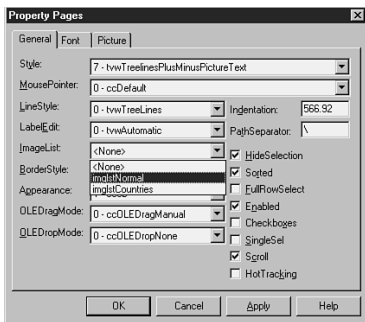 Property Pages
General Font Picture
Style: 7 - tvwTreelinesPlusMinusPictureText
MousePointer: 0 - ccDefault
LineStyle: 0 - tvwTreeLines Indentation: 566.92
LabelEdit: 0 - tvwAutomatic PathSeparator: \
ImageList: <None> HideSelection
<None>
BorderStyle: imglstNormal Sorted
imglstCountries FullRowSelect
Appearance: Enabled
OLEDragMode: 0 - ccOLEDragManual Checkboxes
OLEDropMode: 0 - ccOLEDropNone SingleSel
Scroll
HotTracking
OK Cancel Apply Help